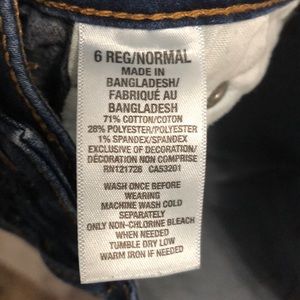 6 REG/NORMAL
MADE IN
BANGLADESH/
FABRIQUÉ AU
BANGLADESH
71% COTTON/COTON
28% POLYESTER/POLYESTER
1% SPANDEX/SPANDEX
EXCLUSIVE OF DECORATION/
DÉCORATION NON COMPRISE
RN121728 CA53201
WASH ONCE BEFORE
WEARING
MACHINE WASH COLD
SEPARATELY
ONLY NON-CHLORINE BLEACH
WHEN NEEDED
TUMBLE DRY LOW
WARM IRON IF NEEDED